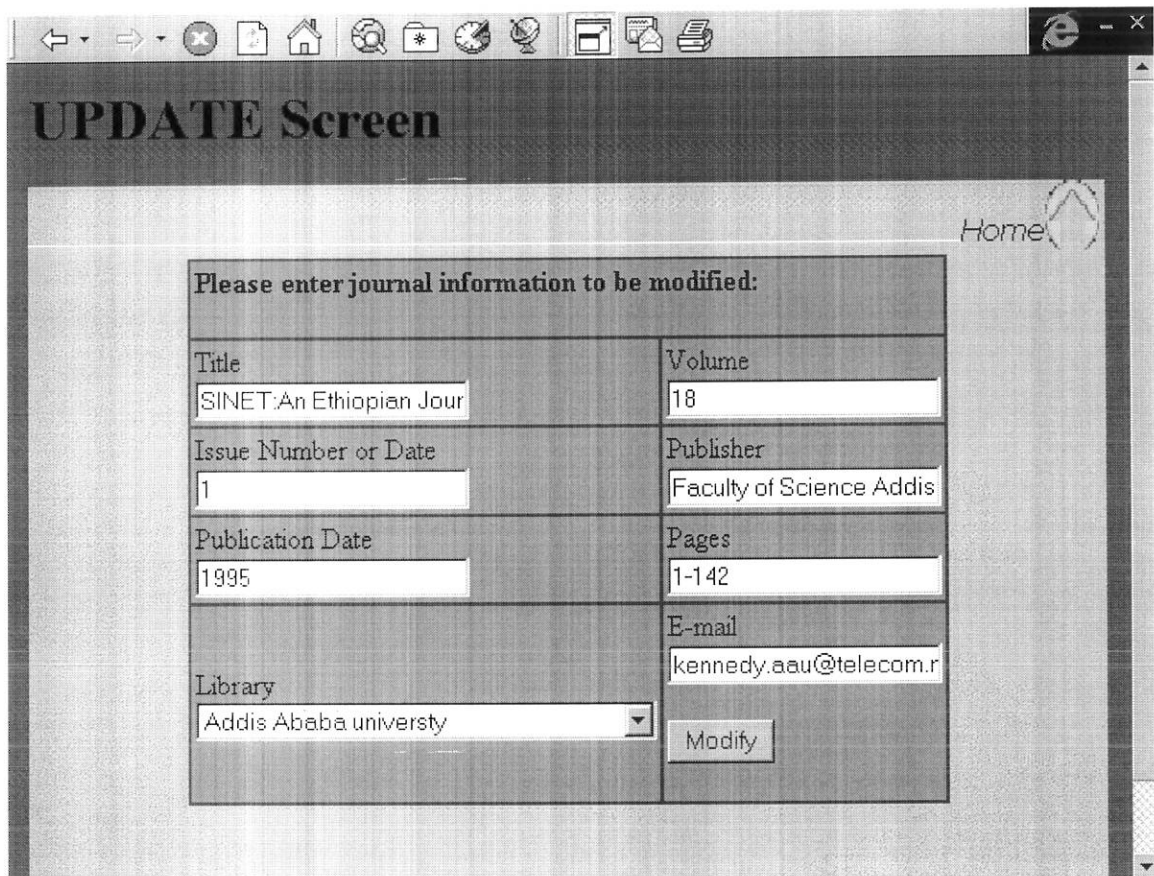 UPDATE Screen
Home
Please enter journal information to be modified:
Title
SINET:An Ethiopian Jour
Volume
18
Issue Number or Date
1
Publisher
Faculty of Science Addis
Publication Date
1995
Pages
1-142
Library
Addis Ababa universty
E-mail
kennedy.aau@telecom.r
Modify